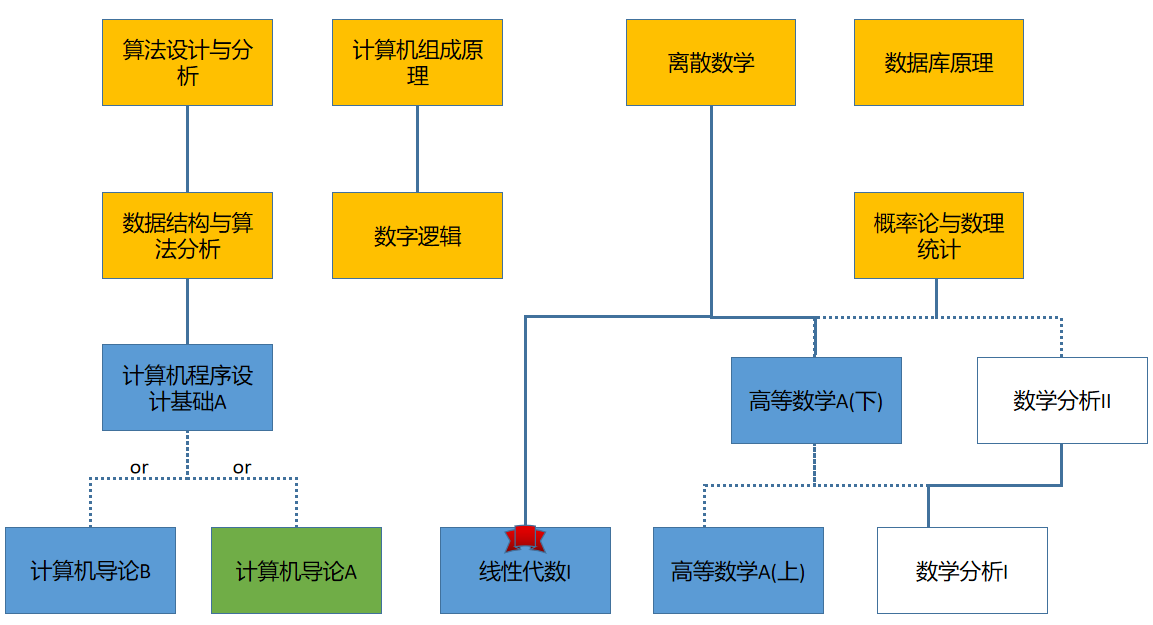 算法设计与分
析
计算机组成原
理
离散数学
数据库原理
数据结构与算
法分析
数字逻辑
概率论与数理
统计
计算机程序设
计基础A
高等数学A(下)
数学分析II
or
or
计算机导论B
计算机导论A
线性代数I
高等数学A(上)
数学分析I